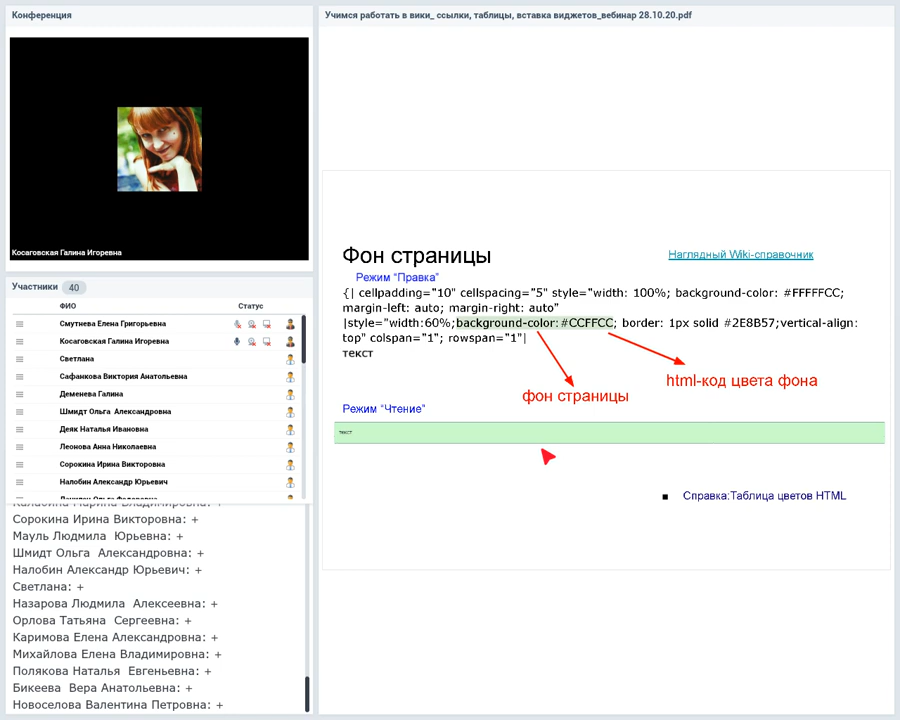 Конференция
Косаговская Галина Игоревна
Участники 40
ФИО Статус
Смутнева Елена Григорьевна
Косаговская Галина Игоревна
Светлана
Сафанкова Виктория Анатольевна
Деменева Галина
Шмидт Ольга Александровна
Деяк Наталья Ивановна
Леонова Анна Николаевна
Сорокина Ирина Викторовна
Налобин Александр Юрьевич
Сорокина Ирина Викторовна: +
Мауль Людмила Юрьевна: +
Шмидт Ольга Александровна: +
Налобин Александр Юрьевич: +
Светлана: +
Назарова Людмила Алексеевна: +
Орлова Татьяна Сергеевна: +
Каримова Елена Александровна: +
Михайлова Елена Владимировна: +
Полякова Наталья Евгеньевна: +
Бикеева Вера Анатольевна: +
Новоселова Валентина Петровна: +
Учимся работать в вики_ ссылки, таблицы, вставка виджетов_вебинар 28.10.20.pdf
Фон страницы
Наглядный Wiki-справочник
Режим "Правка"
{| cellpadding="10" cellspacing="5" style="width: 100%; background-color: #FFFFFCC;
margin-left: auto; margin-right: auto"
|style="width:60%;background-color:#CCFFCC; border: 1px solid #2E8B57;vertical-align:
top" colspan="1"; rowspan="1"|
текст
html-код цвета фона
фон страницы
Режим "Чтение"
текст
Справка:Таблица цветов HTML